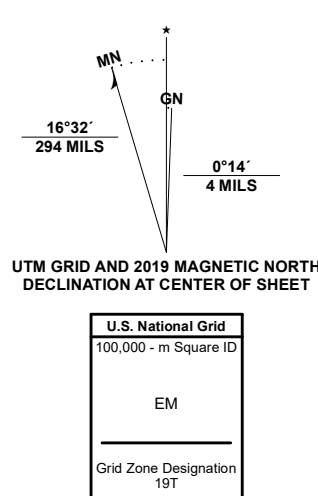 ★
MN
GN
16°32´
294 MILS
0°14´
4 MILS
UTM GRID AND 2019 MAGNETIC NORTH
DECLINATION AT CENTER OF SHEET
U.S. National Grid
100,000 - m Square ID
EM
Grid Zone Designation
19T